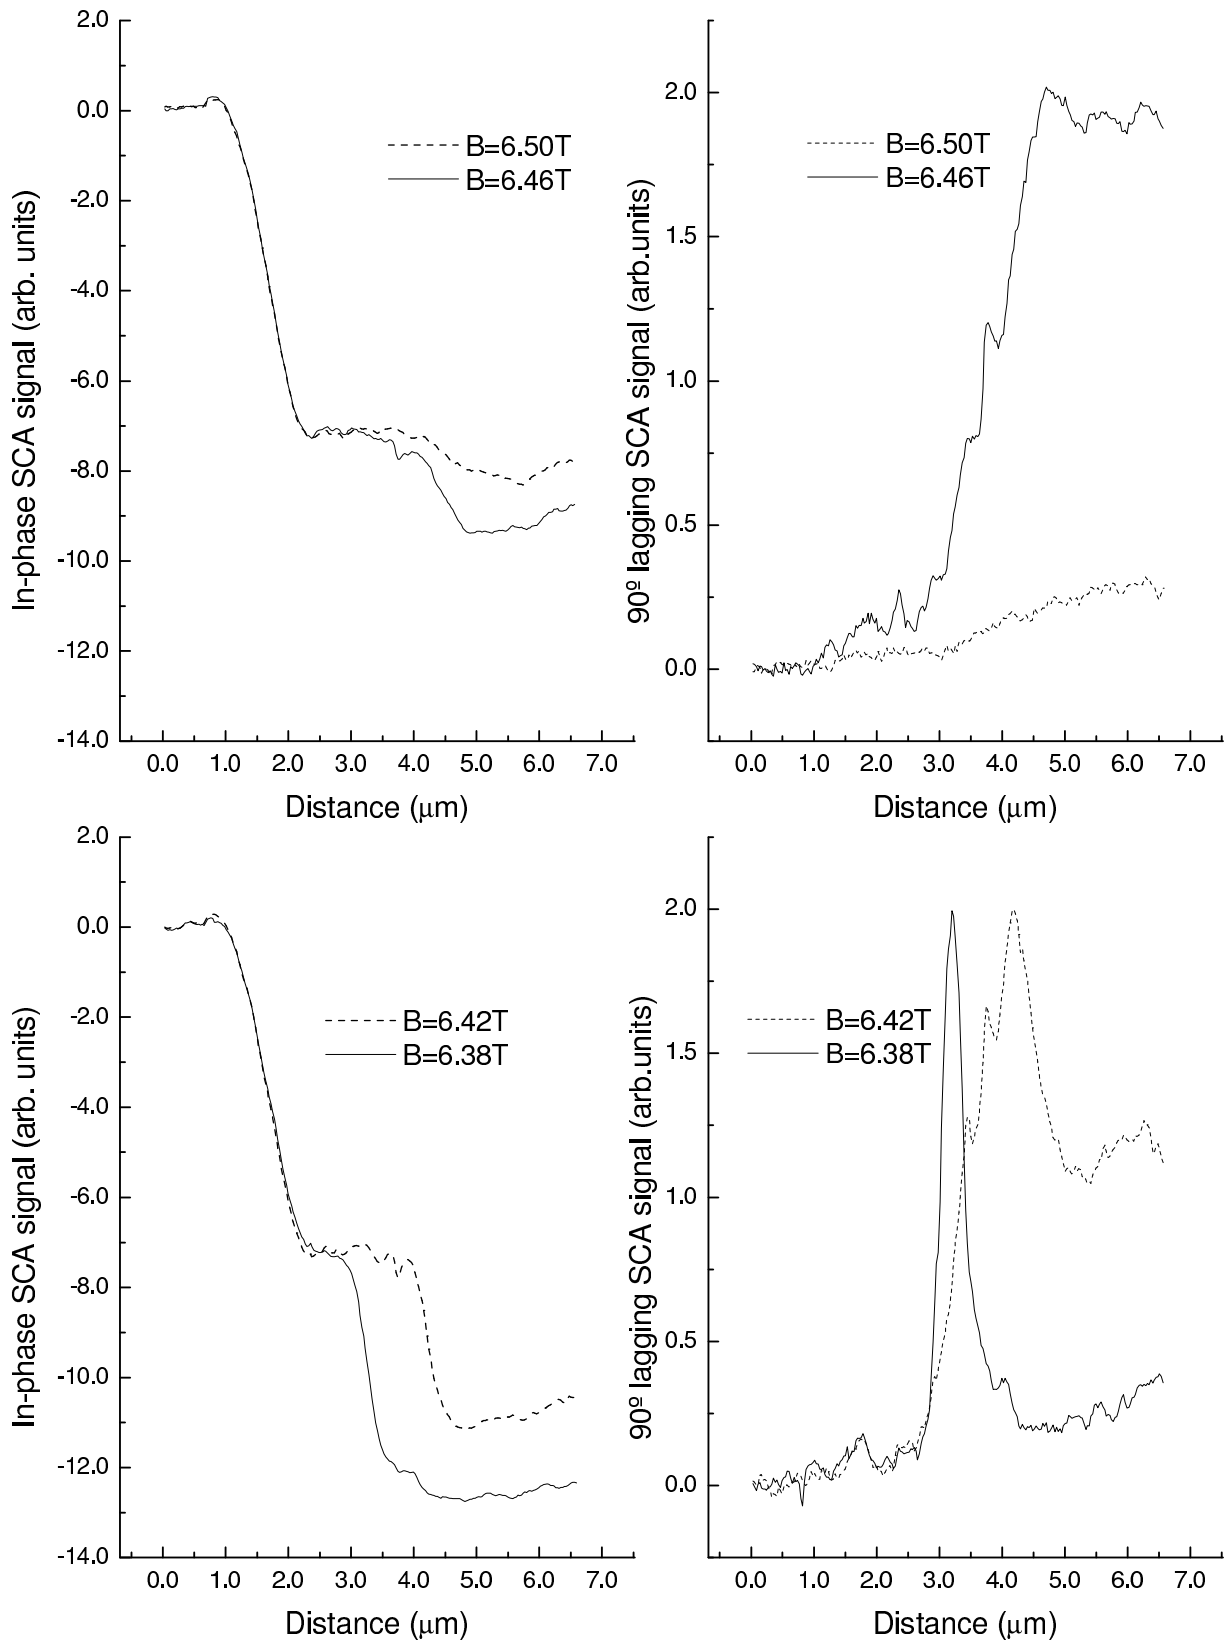 2.0
0.0
-2.0
-4.0
-6.0
-8.0
-10.0
-12.0
-14.0
In-phase SCA signal (arb. units)
B=6.50T
B=6.46T
0.0 1.0 2.0 3.0 4.0 5.0 6.0 7.0
Distance (μm)
2.0
1.5
1.0
0.5
0.0
90º lagging SCA signal (arb.units)
B=6.50T
B=6.46T
0.0 1.0 2.0 3.0 4.0 5.0 6.0 7.0
Distance (μm)
2.0
0.0
-2.0
-4.0
-6.0
-8.0
-10.0
-12.0
-14.0
In-phase SCA signal (arb. units)
B=6.42T
B=6.38T
0.0 1.0 2.0 3.0 4.0 5.0 6.0 7.0
Distance (μm)
2.0
1.5
1.0
0.5
0.0
90º lagging SCA signal (arb.units)
B=6.42T
B=6.38T
0.0 1.0 2.0 3.0 4.0 5.0 6.0 7.0
Distance (μm)